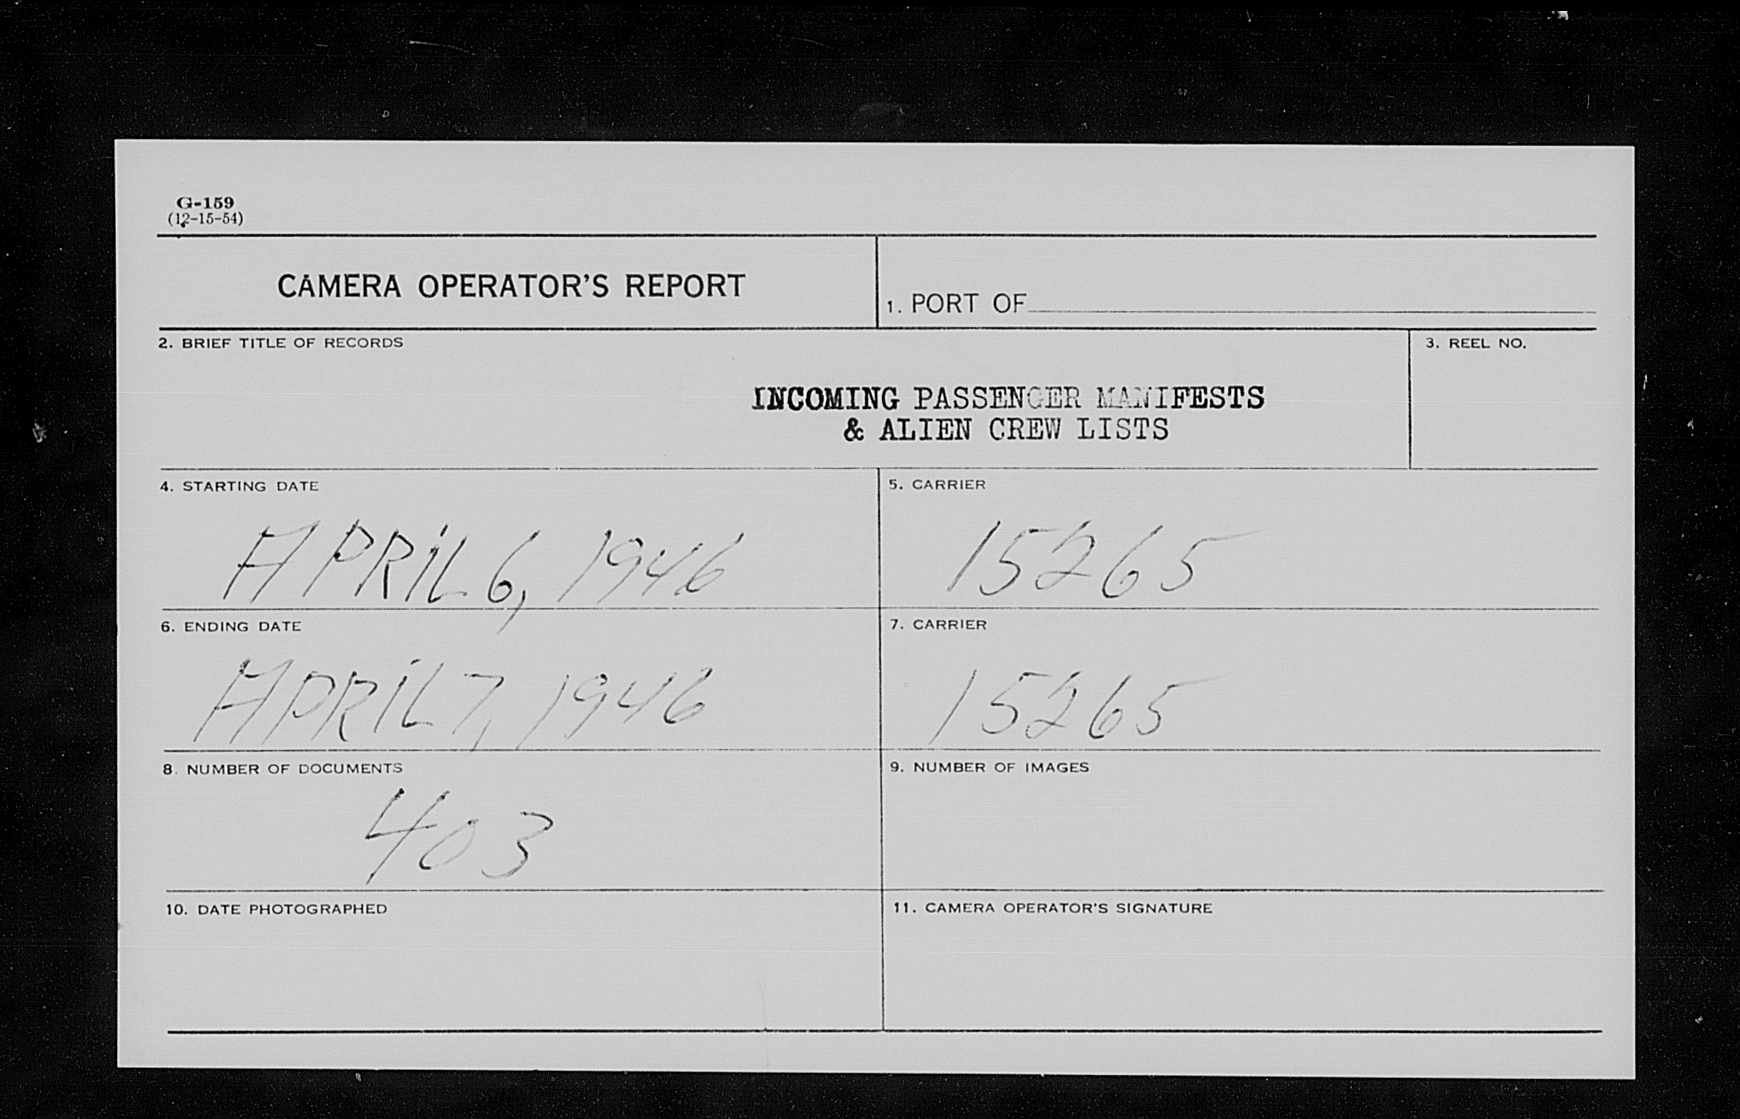 G-159
(12-15-54)
CAMERA OPERATOR'S REPORT
1. PORT OF
2. BRIEF TITLE OF RECORDS
3. REEL NO.
INCOMING PASSENGER MANIFESTS
& ALIEN CREW LISTS
4. STARTING DATE
5. CARRIER
APRIL 6, 1946
15265
6. ENDING DATE
7. CARRIER
APRIL 7, 1946
15265
8. NUMBER OF DOCUMENTS
9. NUMBER OF IMAGES
403
10. DATE PHOTOGRAPHED
11. CAMERA OPERATOR'S SIGNATURE